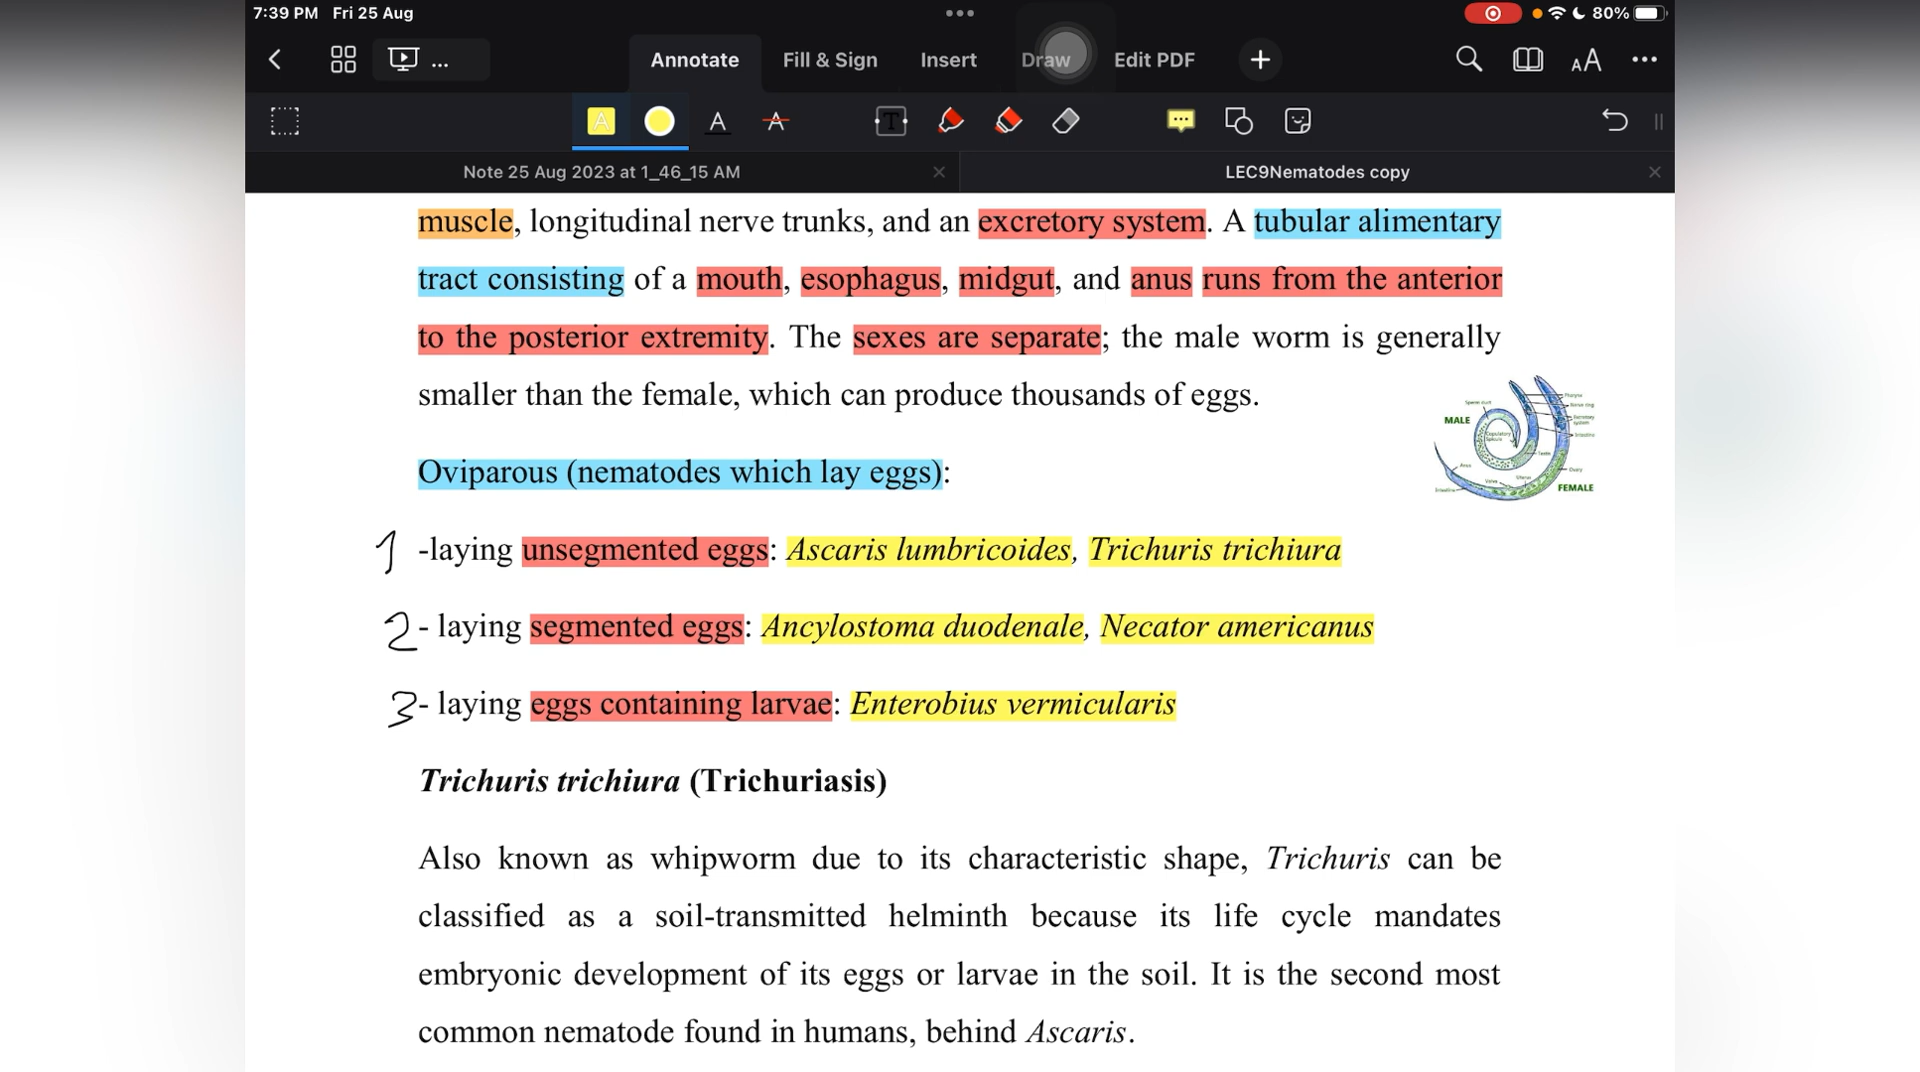 7:39 PM Fri 25 Aug
80%
... Annotate Fill & Sign Insert Draw Edit PDF AA
A A A T
Note 25 Aug 2023 at 1_46_15 AM LEC9Nematodes copy
muscle, longitudinal nerve trunks, and an excretory system. A tubular alimentary
tract consisting of a mouth, esophagus, midgut, and anus runs from the anterior
to the posterior extremity. The sexes are separate; the male worm is generally
smaller than the female, which can produce thousands of eggs.
MALE
FEMALE
Oviparous (nematodes which lay eggs):
1 -laying unsegmented eggs: Ascaris lumbricoides, Trichuris trichiura
2 - laying segmented eggs: Ancylostoma duodenale, Necator americanus
3 - laying eggs containing larvae: Enterobius vermicularis
Trichuris trichiura (Trichuriasis)
Also known as whipworm due to its characteristic shape, Trichuris can be
classified as a soil-transmitted helminth because its life cycle mandates
embryonic development of its eggs or larvae in the soil. It is the second most
common nematode found in humans, behind Ascaris.